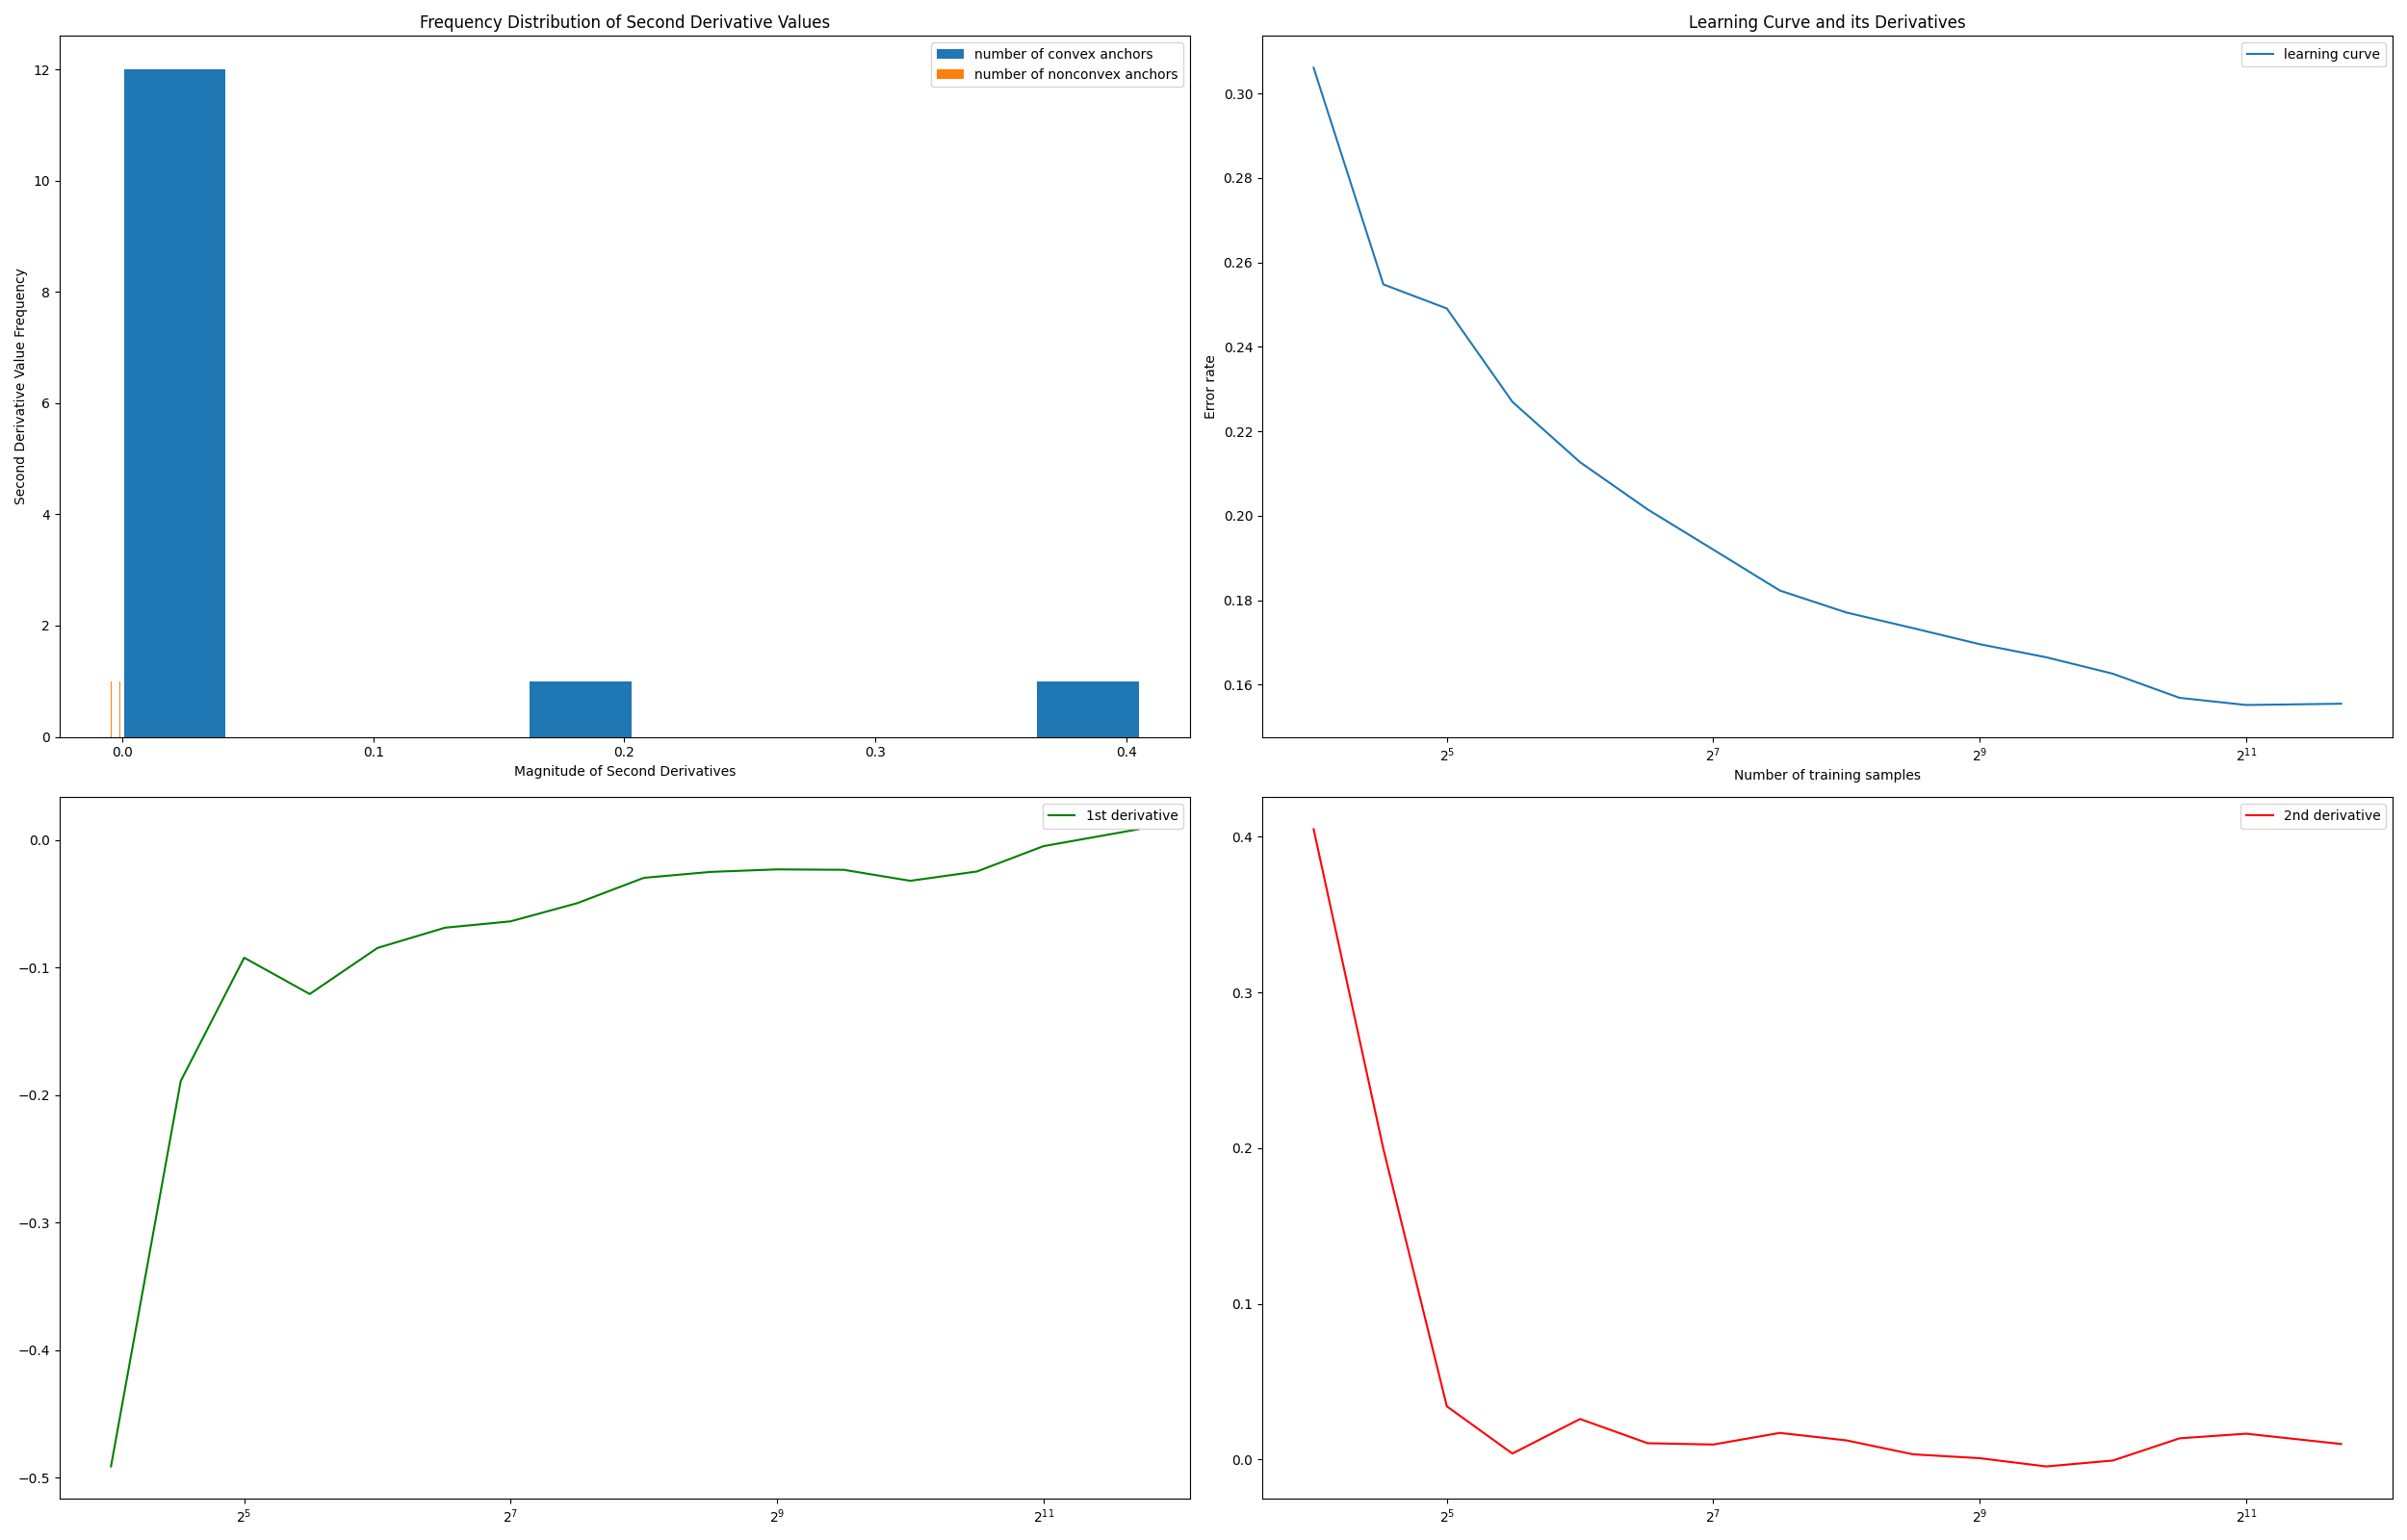 Frequency Distribution of Second Derivative Values
number of convex anchors
number of nonconvex anchors
12
10
8
6
4
2
0
Second Derivative Value Frequency
0.0 0.1 0.2 0.3 0.4
Magnitude of Second Derivatives
Learning Curve and its Derivatives
learning curve
0.30
0.28
0.26
0.24
0.22
0.20
0.18
0.16
Error rate
2^5 2^7 2^9 2^11
Number of training samples
1st derivative
0.0
−0.1
−0.2
−0.3
−0.4
−0.5
2^5 2^7 2^9 2^11
2nd derivative
0.4
0.3
0.2
0.1
0.0
2^5 2^7 2^9 2^11